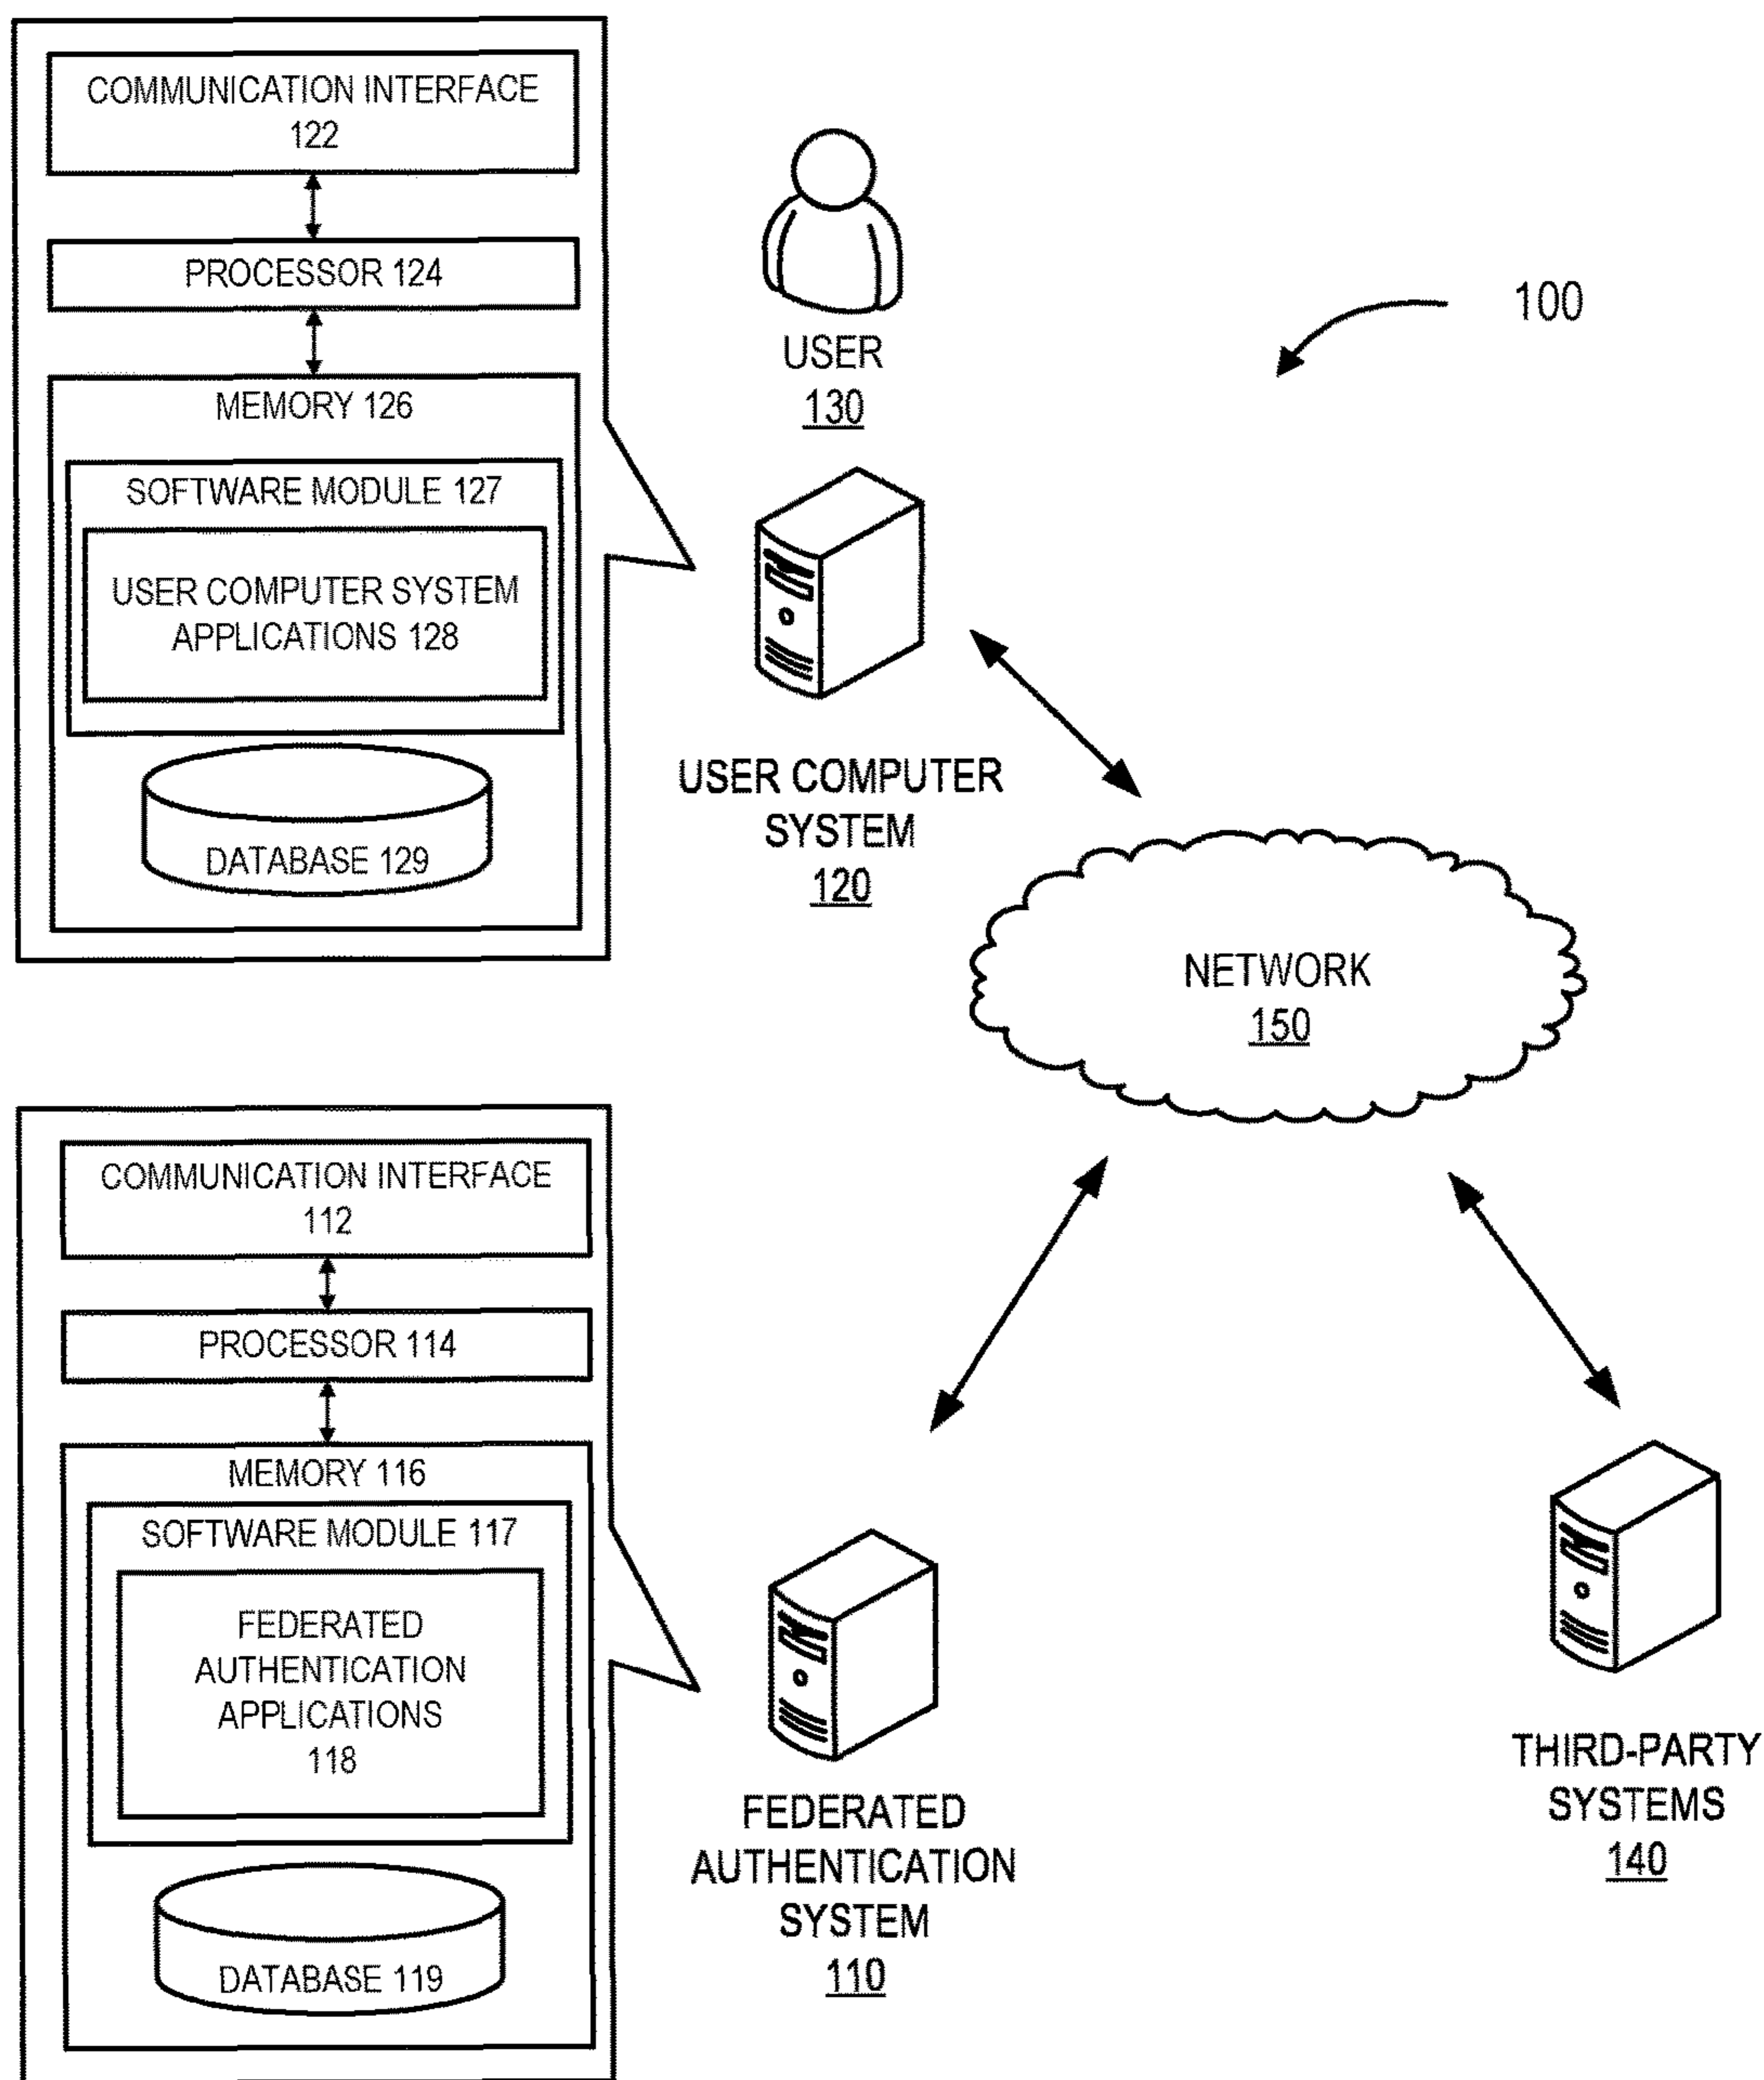 COMMUNICATION INTERFACE
122
PROCESSOR 124
MEMORY 126
SOFTWARE MODULE 127
USER COMPUTER SYSTEM
APPLICATIONS 128
DATABASE 129
USER
130
100
USER COMPUTER
SYSTEM
120
NETWORK
150
COMMUNICATION INTERFACE
112
PROCESSOR 114
MEMORY 116
SOFTWARE MODULE 117
FEDERATED
AUTHENTICATION
APPLICATIONS
118
DATABASE 119
FEDERATED
AUTHENTICATION
SYSTEM
110
THIRD-PARTY
SYSTEMS
140